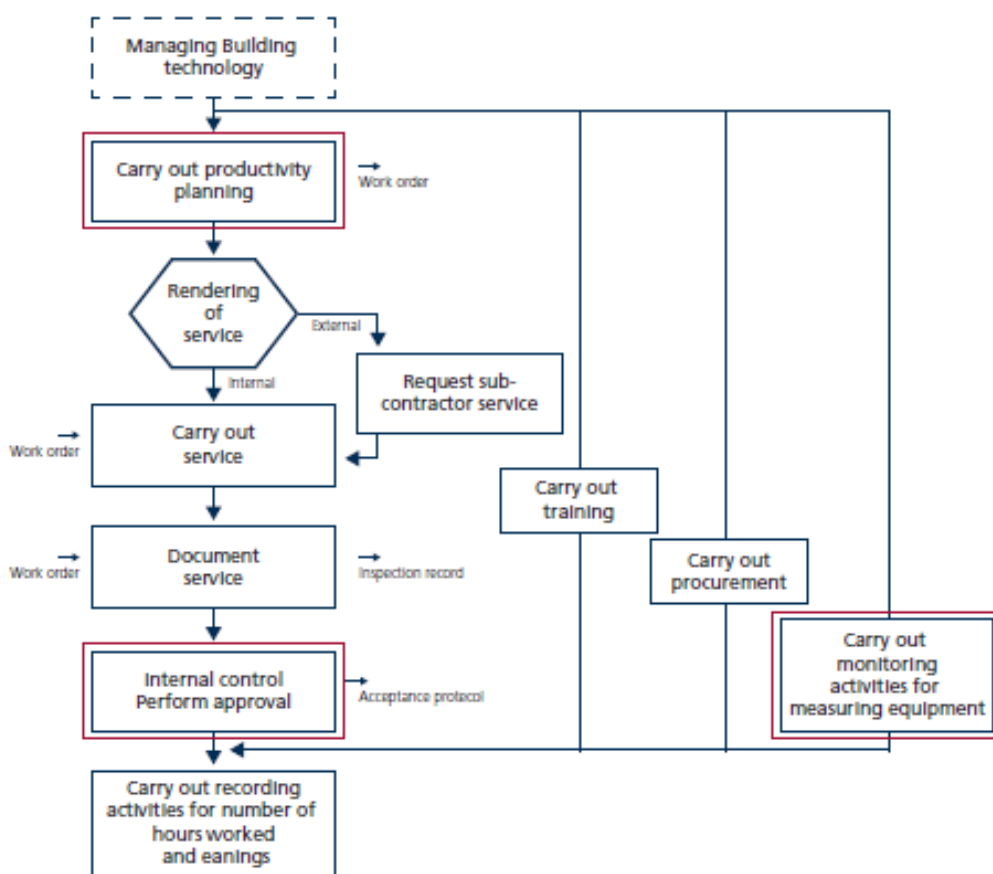 Managing Building
technology
Carry out productivity
planning
Work order
Rendering
of
service
External
Internal
Request sub-
contractor service
Carry out
service
Work order
Carry out
training
Document
service
Work order
Inspection record
Carry out
procurement
Internal control
Perform approval
Acceptance protocol
Carry out
monitoring
activities for
measuring equipment
Carry out recording
activities for number of
hours worked
and eanings